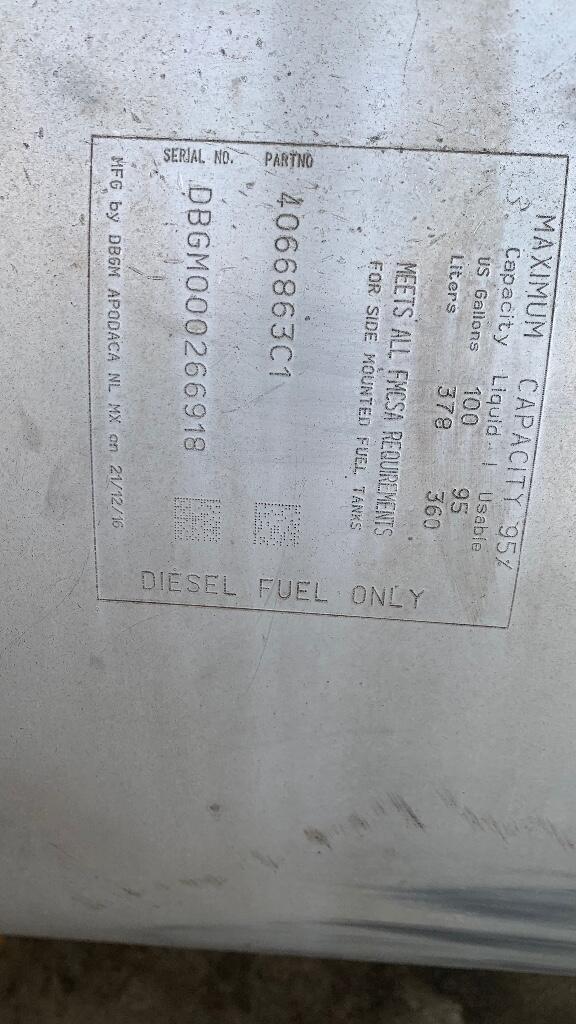 MAXIMUM CAPACITY 95%
Capacity Liquid Usable
US Gallons 100 95
Liters 378 360
MEETS ALL FMCSA REQUIREMENTS
FOR SIDE MOUNTED FUEL TANKS
PARTNO 4066863C1
SERIAL NO. DBGM000266918
MFG by DBGM APODACA NL MX on 21/12/16
DIESEL FUEL ONLY